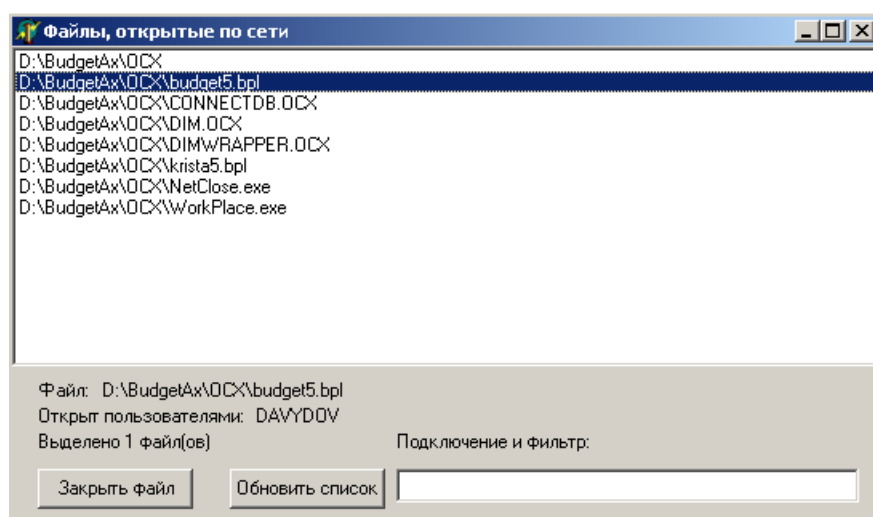 Файлы, открытые по сети
D:\BudgetAx\OCX
D:\BudgetAx\OCX\budget5.bpl
D:\BudgetAx\OCX\CONNECTDB.OCX
D:\BudgetAx\OCX\DIM.OCX
D:\BudgetAx\OCX\DIMWRAPPER.OCX
D:\BudgetAx\OCX\krista5.bpl
D:\BudgetAx\OCX\NetClose.exe
D:\BudgetAx\OCX\WorkPlace.exe
Файл: D:\BudgetAx\OCX\budget5.bpl
Открыт пользователями: DAVYDOV
Выделено 1 файл(ов) Подключение и фильтр:
Закрыть файл Обновить список